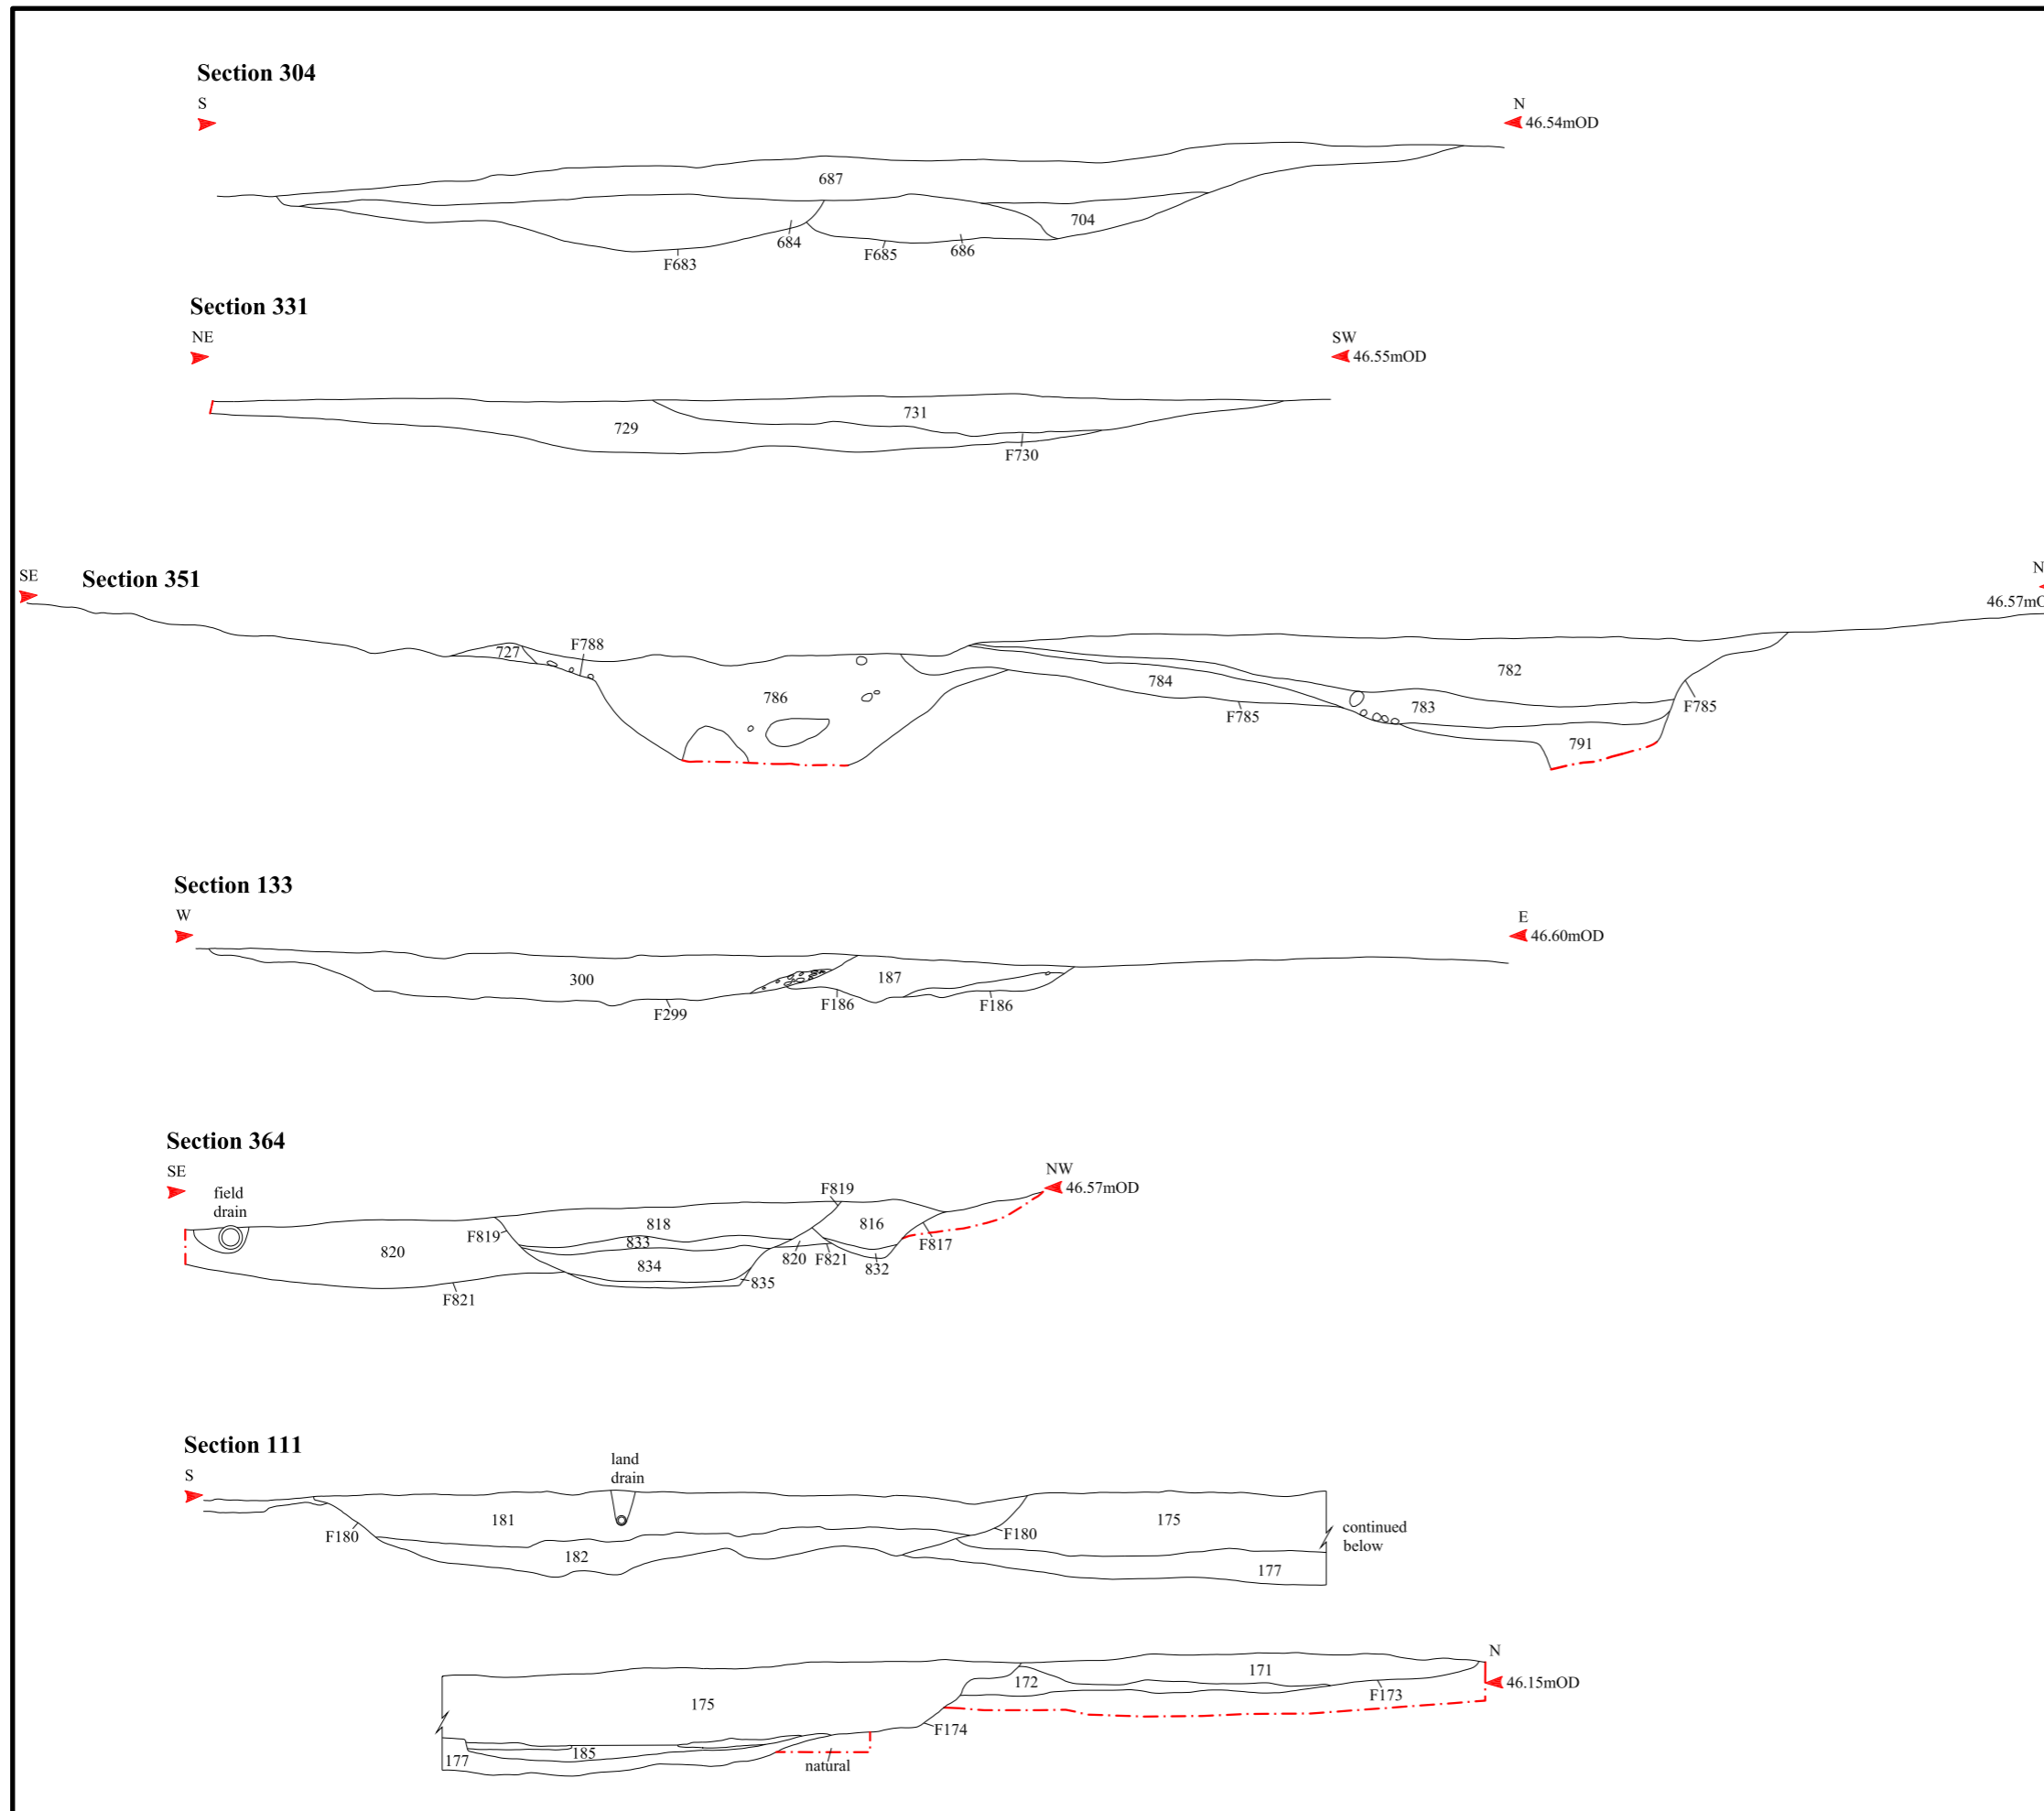 Section 304
S
N
46.54mOD
687
704
684
F685
686
F683
Section 331
NE
SW
46.55mOD
731
729
F730
SE
Section 351
N
46.57mO
F788
727
782
784
786
783
F785
F785
791
Section 133
W
E
46.60mOD
300
187
F186
F186
F299
Section 364
SE
NW
46.57mOD
field
drain
F819
818
816
F819
833
F817
820
820
F821
834
832
835
F821
Section 111
S
land
drain
181
175
F180
F180
continued
below
182
177
N
171
172
46.15mOD
F173
175
F174
185
177
natural